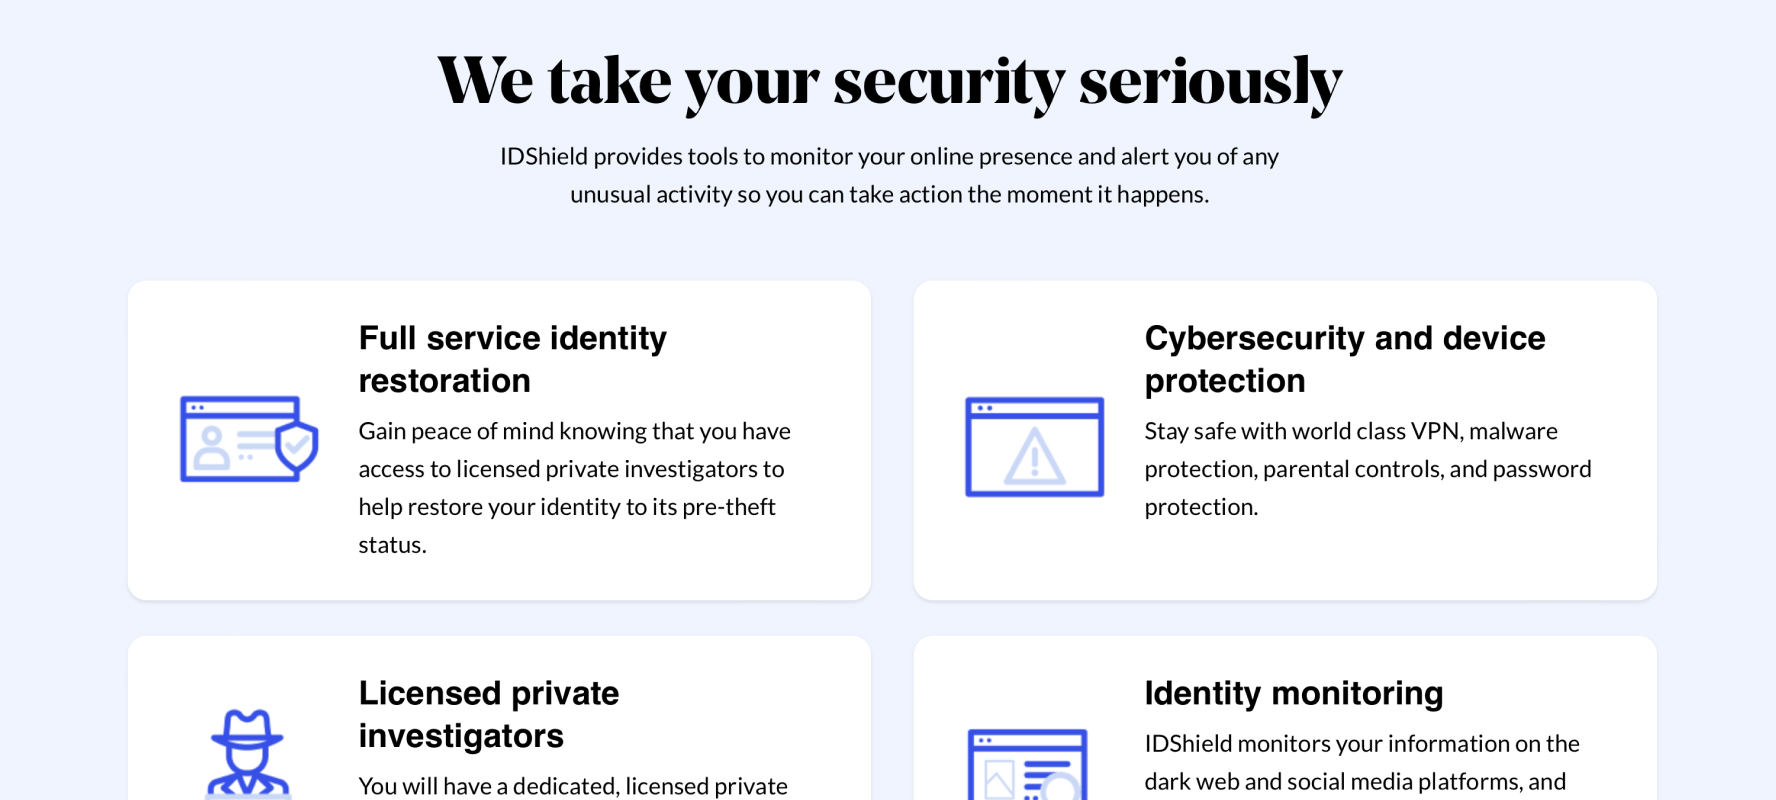 We take your security seriously
IDShield provides tools to monitor your online presence and alert you of any
unusual activity so you can take action the moment it happens.
Full service identity
restoration
Gain peace of mind knowing that you have
access to licensed private investigators to
help restore your identity to its pre-theft
status.
Cybersecurity and device
protection
Stay safe with world class VPN, malware
protection, parental controls, and password
protection.
Licensed private
investigators
You will have a dedicated, licensed private
Identity monitoring
IDShield monitors your information on the
dark web and social media platforms, and